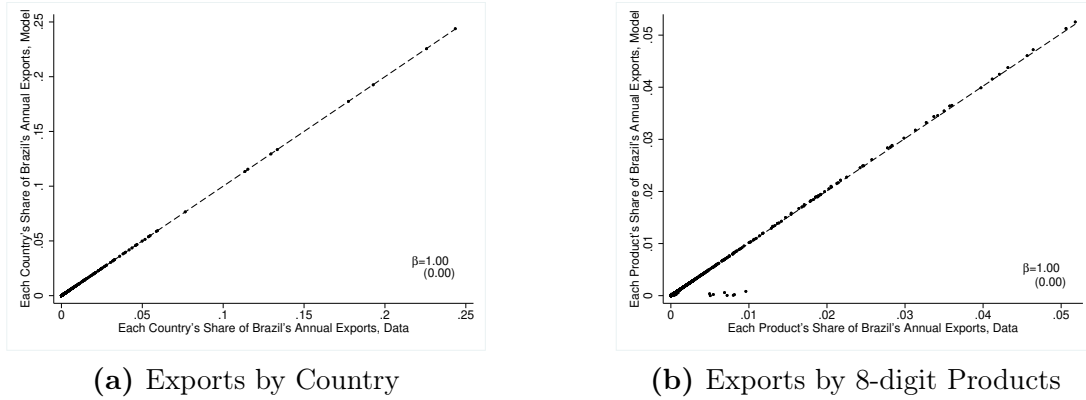 Each Country's Share of Brazil's Annual Exports, Model
.25
.2
.15
.1
.05
0
β=1.00
(0.00)
0 .05 .1 .15 .2 .25
Each Country's Share of Brazil's Annual Exports, Data
(a) Exports by Country
Each Product's Share of Brazil's Annual Exports, Model
.05
.04
.03
.02
.01
0
β=1.00
(0.00)
0 .01 .02 .03 .04 .05
Each Product's Share of Brazil's Annual Exports, Data
(b) Exports by 8-digit Products